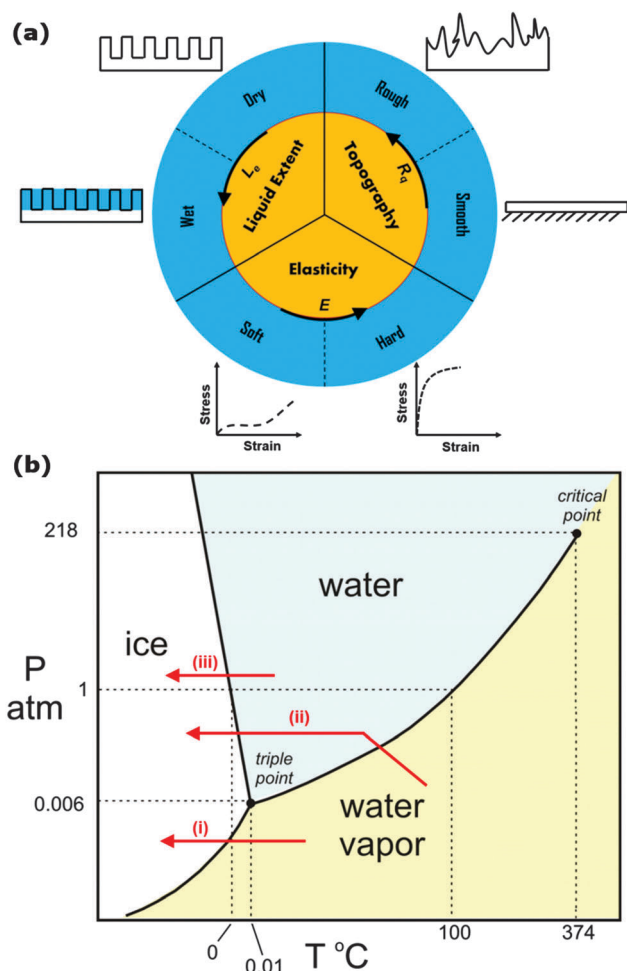 (a)
Dry
Rough
Wet
Smooth
Soft
Hard
Lₑ
Liquid Extent
Topography
R_q
Elasticity
E
Stress
Strain
Stress
Strain
(b)
critical
point
218
water
ice
(iii)
P
atm
1
(ii)
triple
point
0.006
water
vapor
(i)
0
0.01
T °C
100
374